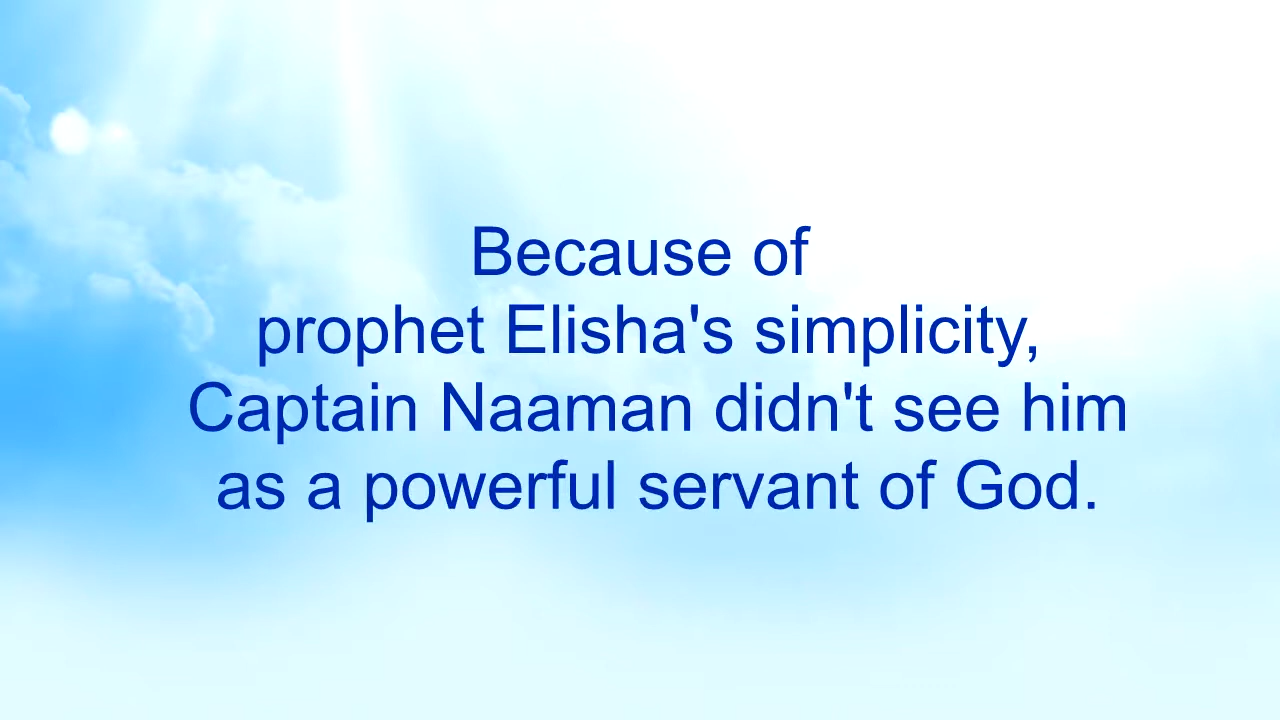 Because of
prophet Elisha's simplicity,
Captain Naaman didn't see him
as a powerful servant of God.